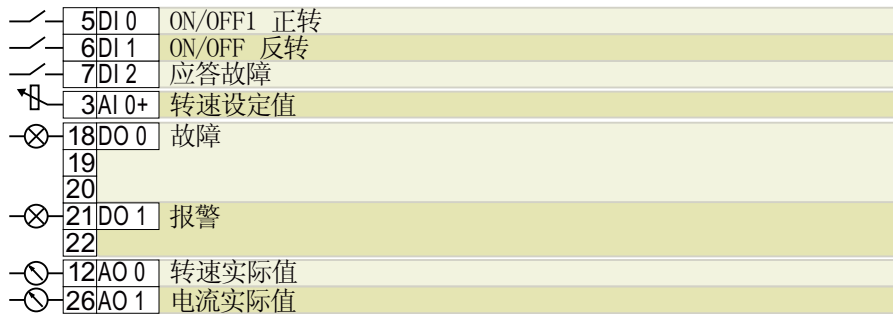 5 DI 0 ON/OFF1 正转
6 DI 1 ON/OFF 反转
7 DI 2 应答故障
3 AI 0+ 转速设定值
18 DO 0 故障
19
20
21 DO 1 报警
22
12 AO 0 转速实际值
26 AO 1 电流实际值